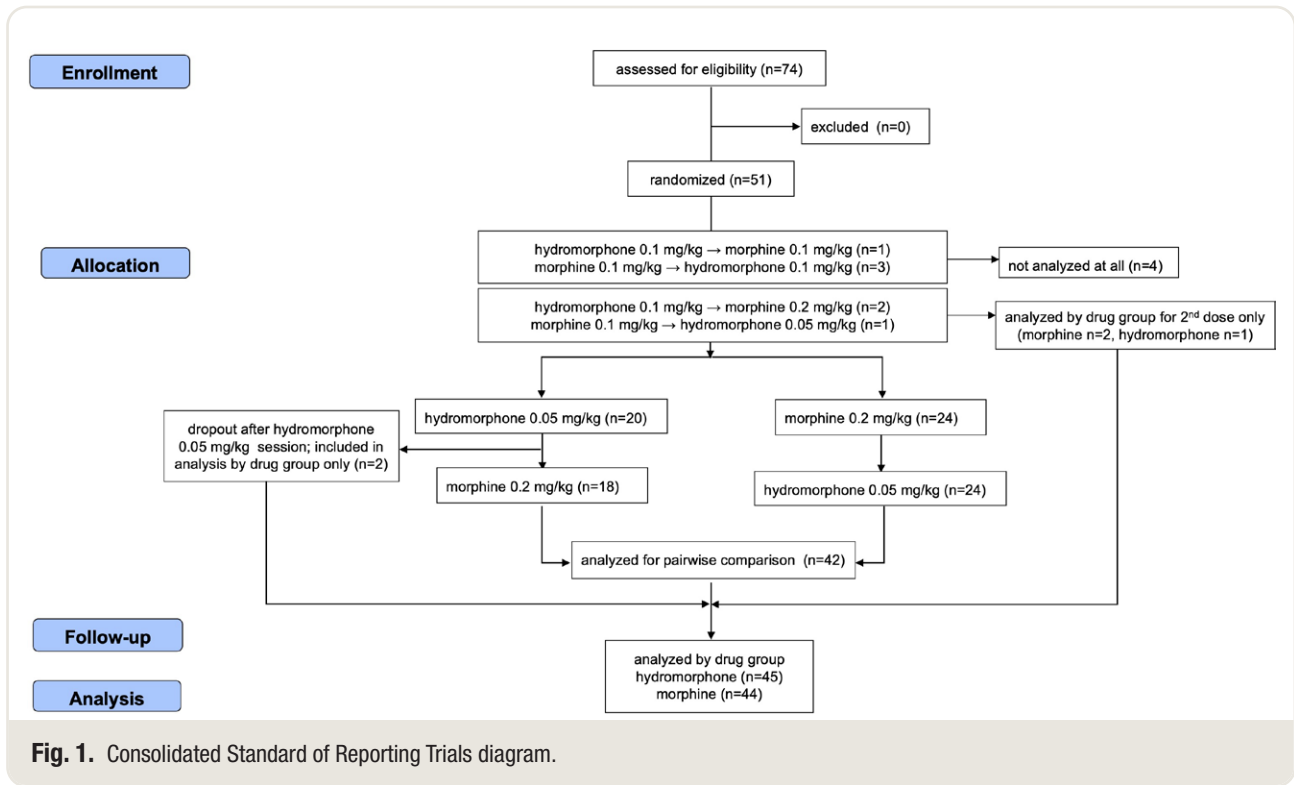 Enrollment
assessed for eligibility (n=74)
excluded (n=0)
randomized (n=51)
Allocation
hydromorphone 0.1 mg/kg → morphine 0.1 mg/kg (n=1)
morphine 0.1 mg/kg → hydromorphone 0.1 mg/kg (n=3)
not analyzed at all (n=4)
hydromorphone 0.1 mg/kg → morphine 0.2 mg/kg (n=2)
morphine 0.1 mg/kg → hydromorphone 0.05 mg/kg (n=1)
analyzed by drug group for 2nd dose only
(morphine n=2, hydromorphone n=1)
hydromorphone 0.05 mg/kg (n=20)
morphine 0.2 mg/kg (n=24)
dropout after hydromorphone
0.05 mg/kg session; included in
analysis by drug group only (n=2)
morphine 0.2 mg/kg (n=18)
hydromorphone 0.05 mg/kg (n=24)
analyzed for pairwise comparison (n=42)
Follow-up
analyzed by drug group
hydromorphone (n=45)
morphine (n=44)
Analysis
Fig. 1. Consolidated Standard of Reporting Trials diagram.